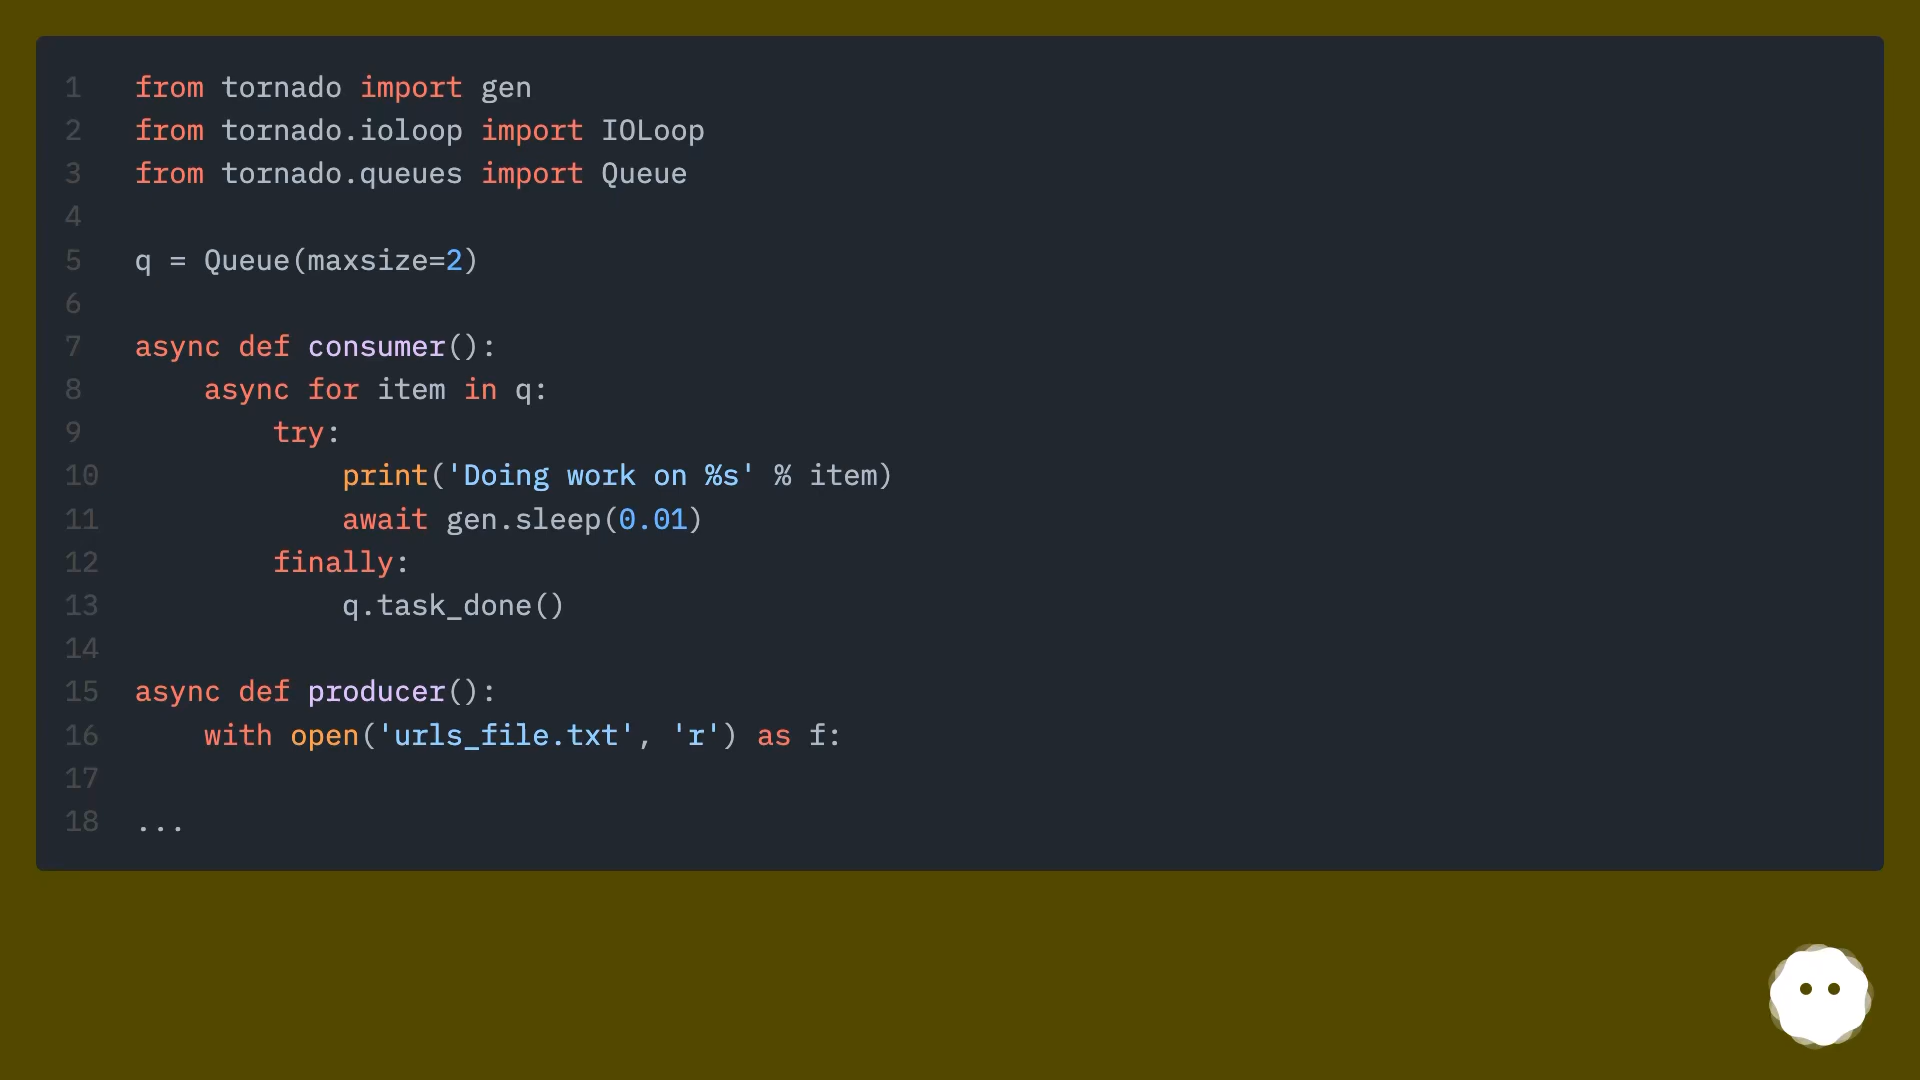 1 from tornado import gen
2 from tornado.ioloop import IOLoop
3 from tornado.queues import Queue
4
5 q = Queue(maxsize=2)
6
7 async def consumer():
8     async for item in q:
9         try:
10             print('Doing work on %s' % item)
11             await gen.sleep(0.01)
12         finally:
13             q.task_done()
14
15 async def producer():
16     with open('urls_file.txt', 'r') as f:
17
18 ...